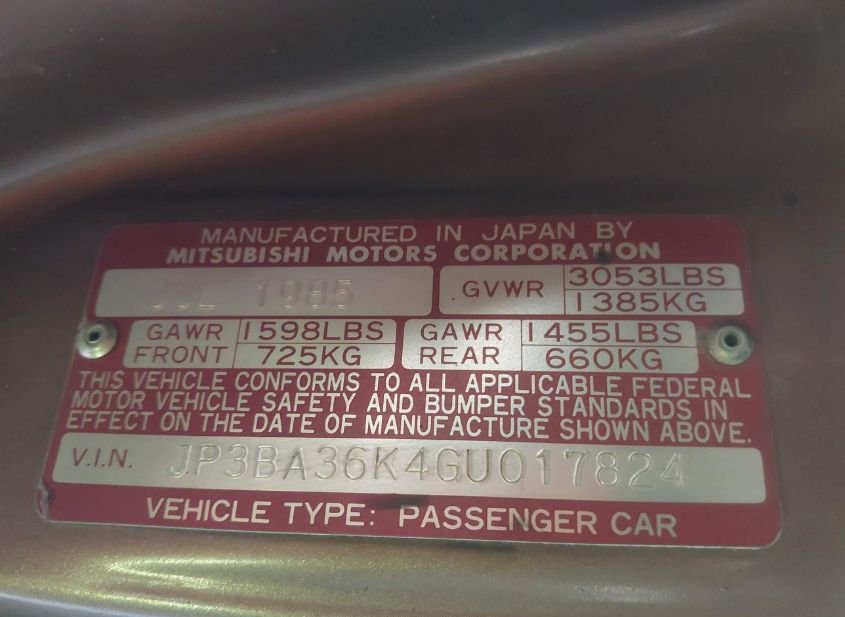 MANUFACTURED IN JAPAN BY
MITSUBISHI MOTORS CORPORATION
JUL 1985
GVWR 3053LBS
1385KG
GAWR FRONT 1598LBS
725KG
GAWR REAR 1455LBS
660KG
THIS VEHICLE CONFORMS TO ALL APPLICABLE FEDERAL
MOTOR VEHICLE SAFETY AND BUMPER STANDARDS IN
EFFECT ON THE DATE OF MANUFACTURE SHOWN ABOVE.
V.I.N. JP3BA36K4GU017824
VEHICLE TYPE: PASSENGER CAR